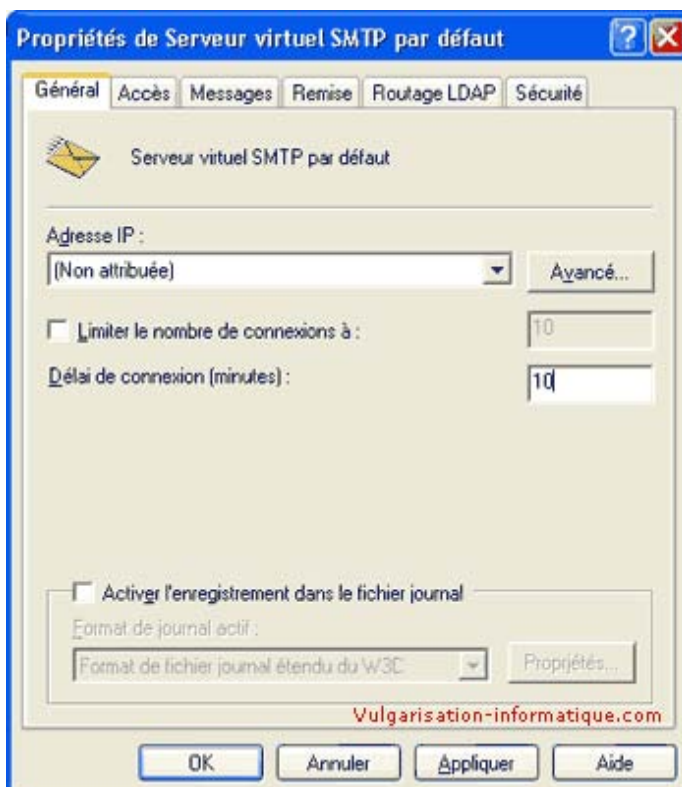 Propriétés de Serveur virtuel SMTP par défaut
Général Accès Messages Remise Routage LDAP Sécurité
Serveur virtuel SMTP par défaut
Adresse IP :
(Non attribuée) Avancé...
Limiter le nombre de connexions à : 10
Délai de connexion (minutes) : 10
Activer l'enregistrement dans le fichier journal
Format de journal actif :
Format de fichier journal étendu du W3C Propriétés...
Vulgarisation-informatique.com
OK Annuler Appliquer Aide